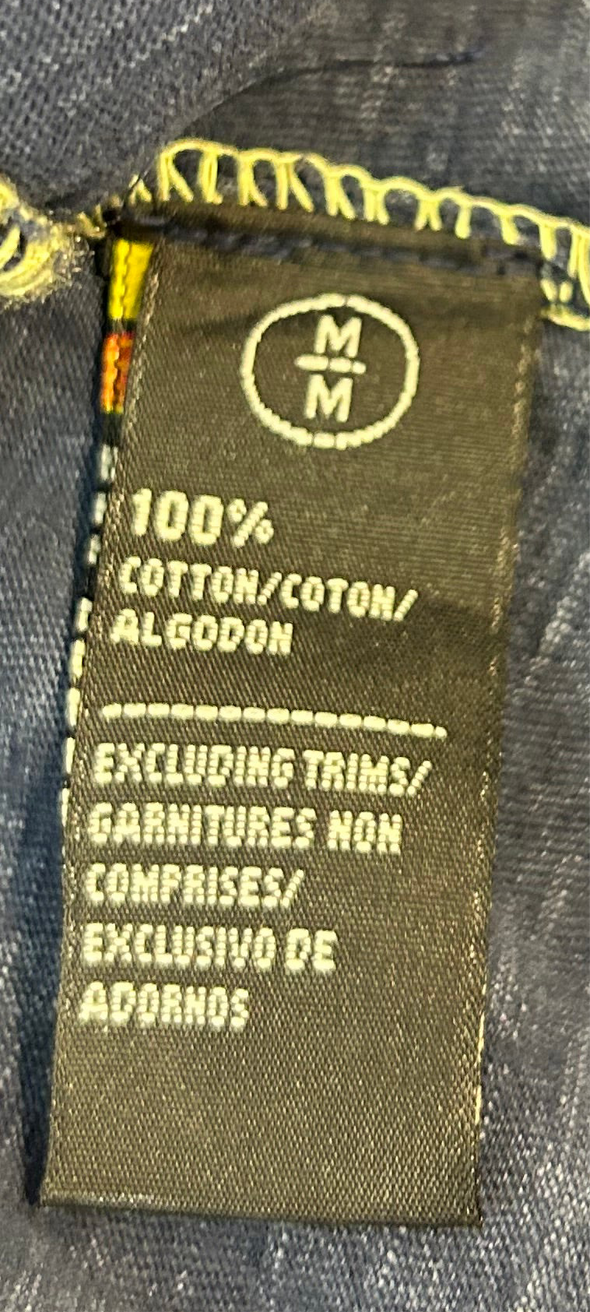 M
M
100%
COTTON/COTON/
ALGODON
EXCLUDING TRIMS/
GARNITURES NON
COMPRISES/
EXCLUSIVO DE
ADORNOS